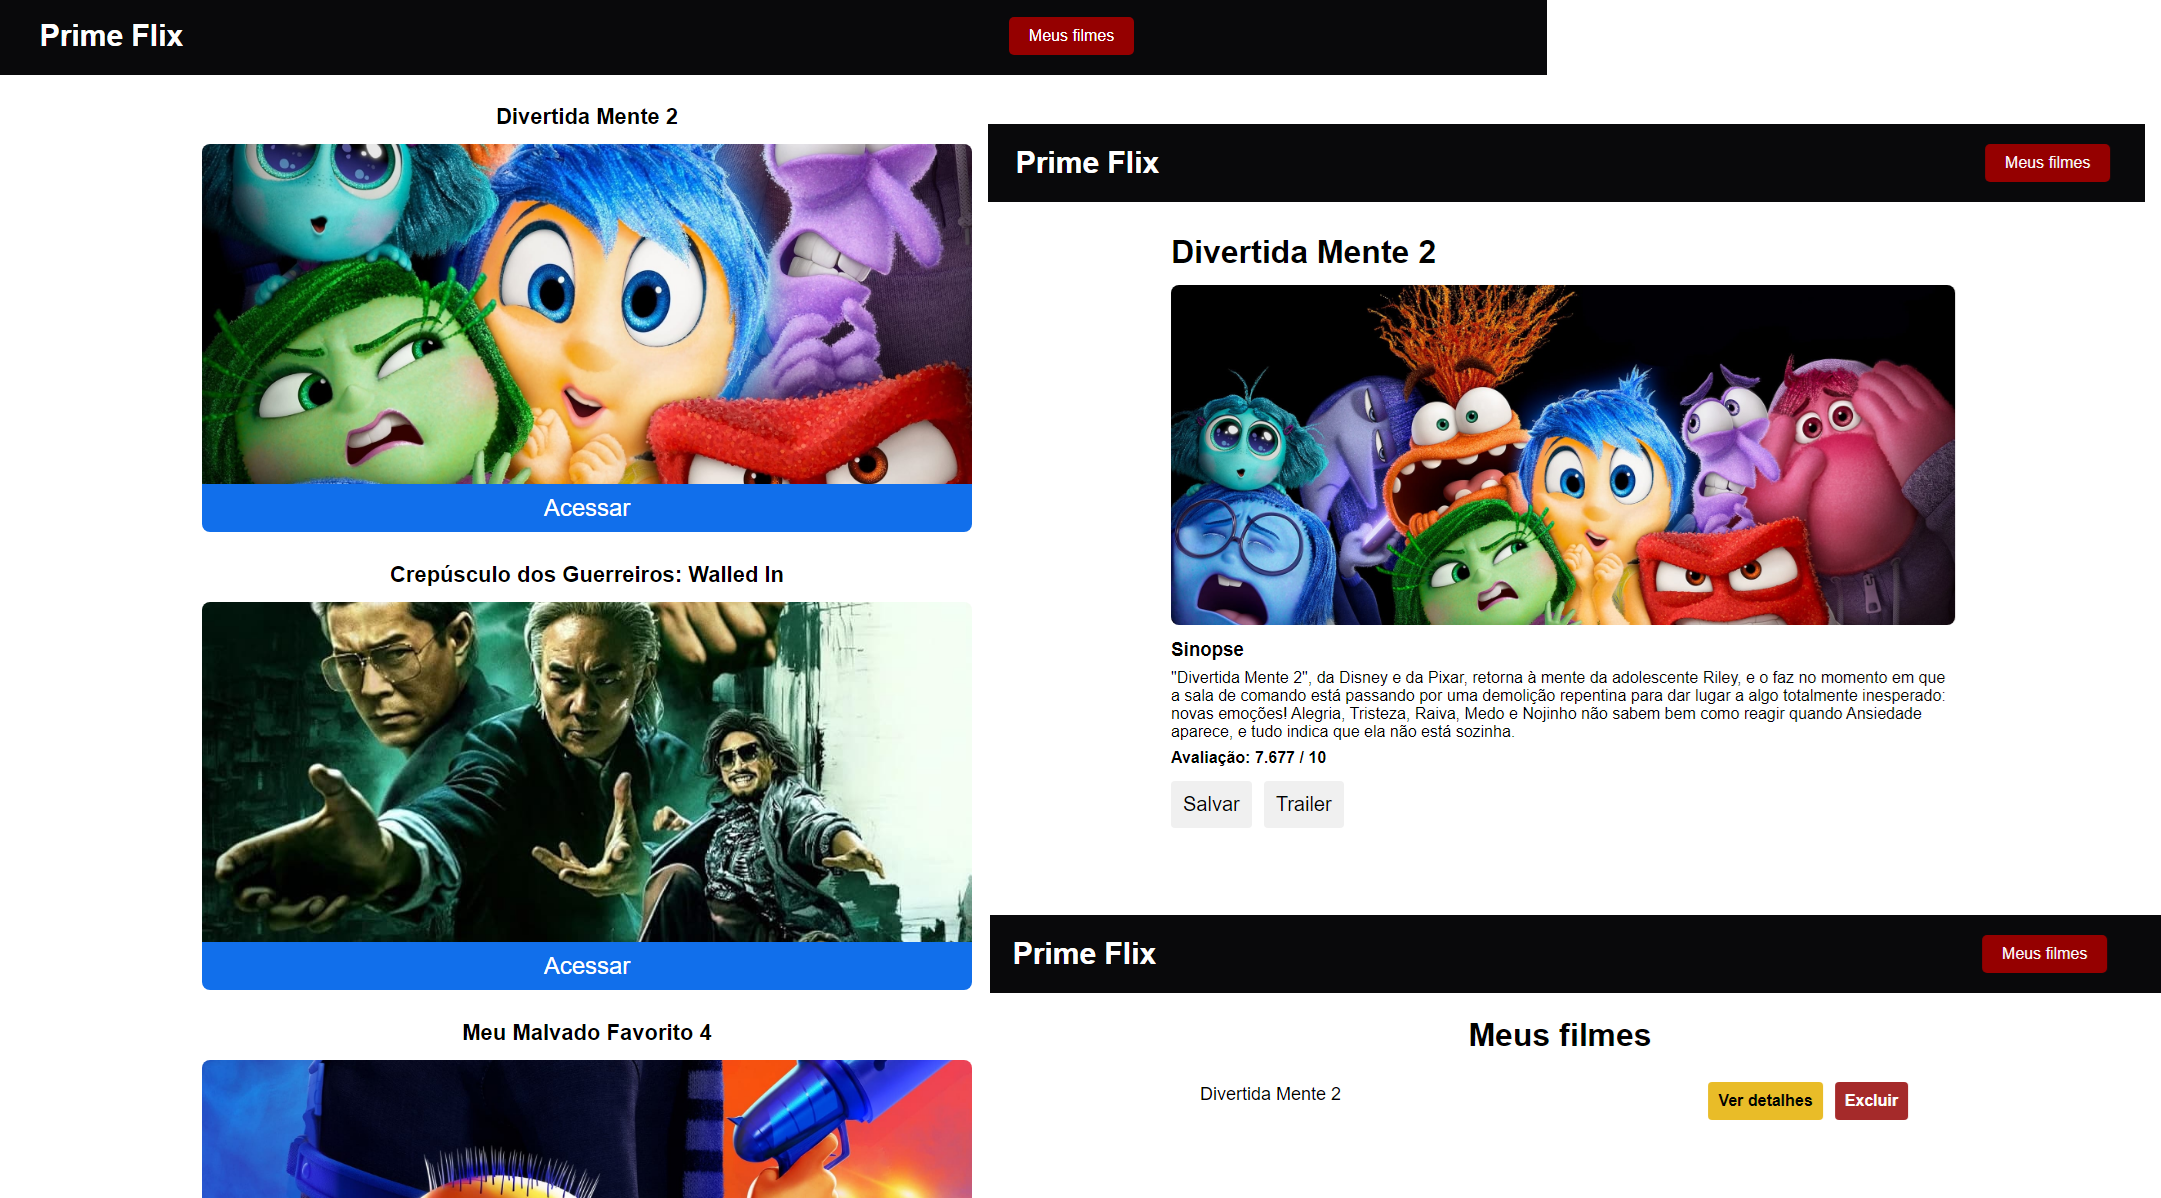 Prime Flix
Meus filmes
Divertida Mente 2
Acessar
Crepúsculo dos Guerreiros: Walled In
Acessar
Meu Malvado Favorito 4
Prime Flix
Meus filmes
Divertida Mente 2
Sinopse
"Divertida Mente 2", da Disney e da Pixar, retorna à mente da adolescente Riley, e o faz no momento em que
a sala de comando está passando por uma demolição repentina para dar lugar a algo totalmente inesperado:
novas emoções! Alegria, Tristeza, Raiva, Medo e Nojinho não sabem bem como reagir quando Ansiedade
aparece, e tudo indica que ela não está sozinha.
Avaliação: 7.677 / 10
Salvar
Trailer
Prime Flix
Meus filmes
Meus filmes
Divertida Mente 2
Ver detalhes
Excluir